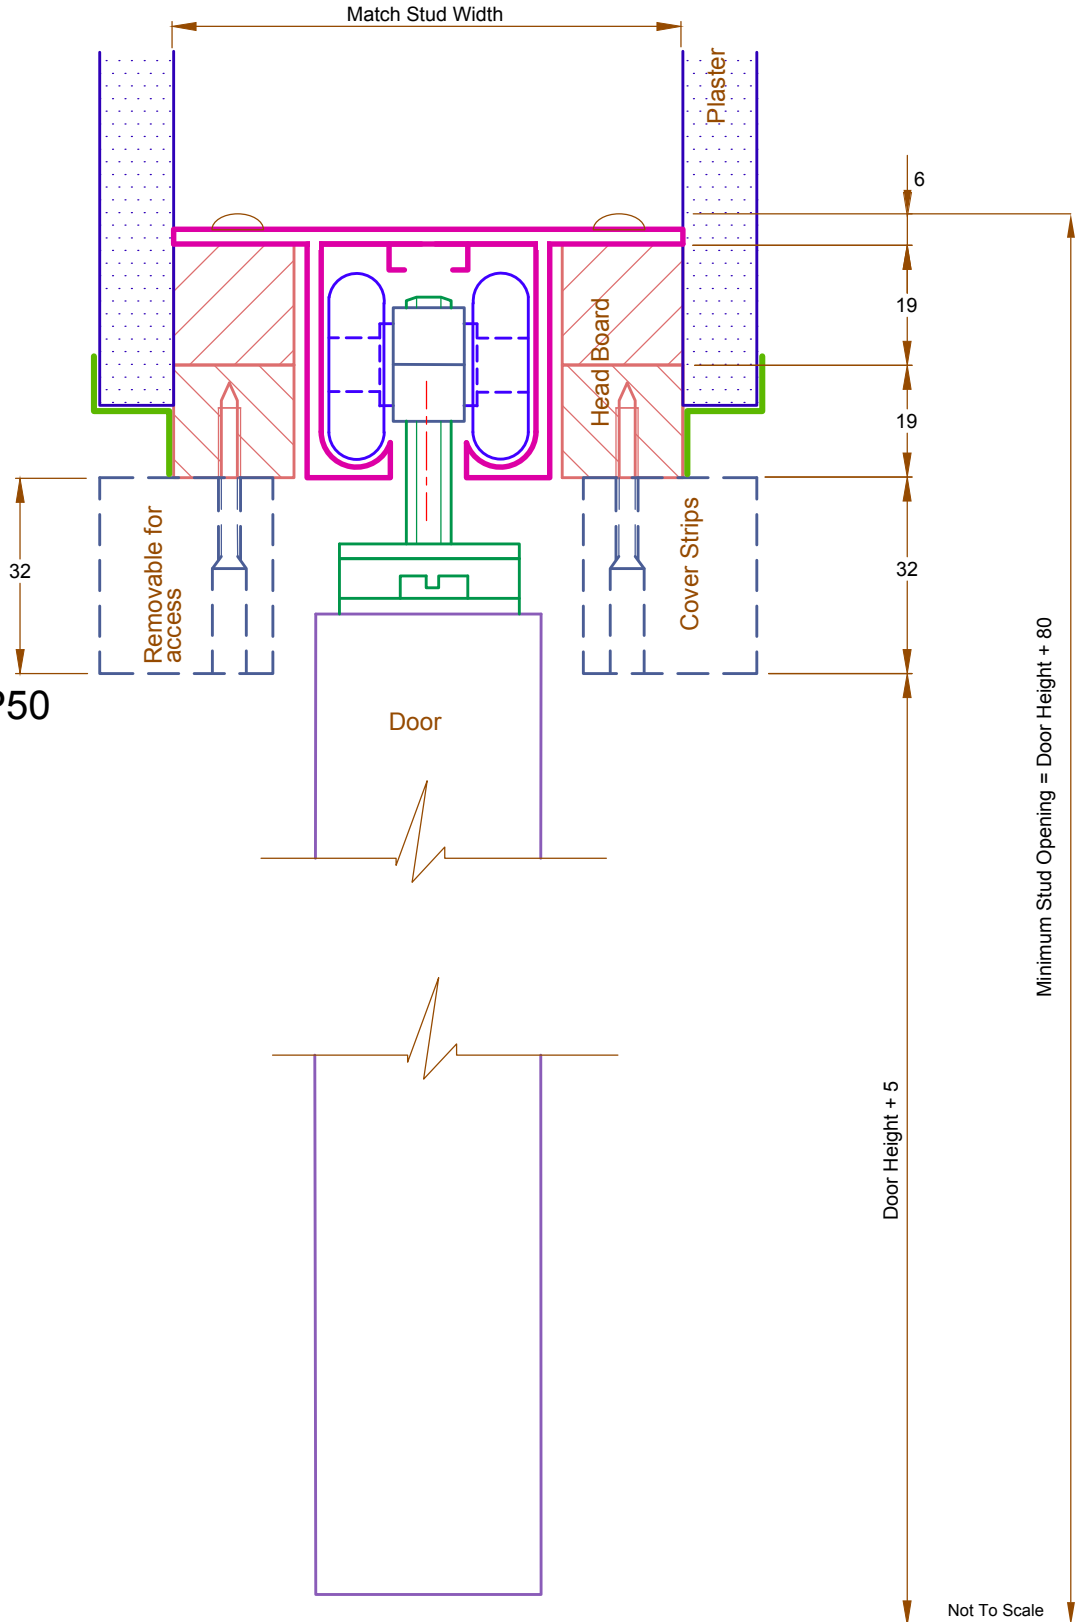 Match Stud Width
Plaster
6
19
Head Board
19
32
Removable for
access
Cover Strips
32
P50
Door
Minimum Stud Opening = Door Height + 80
Door Height + 5
Not To Scale